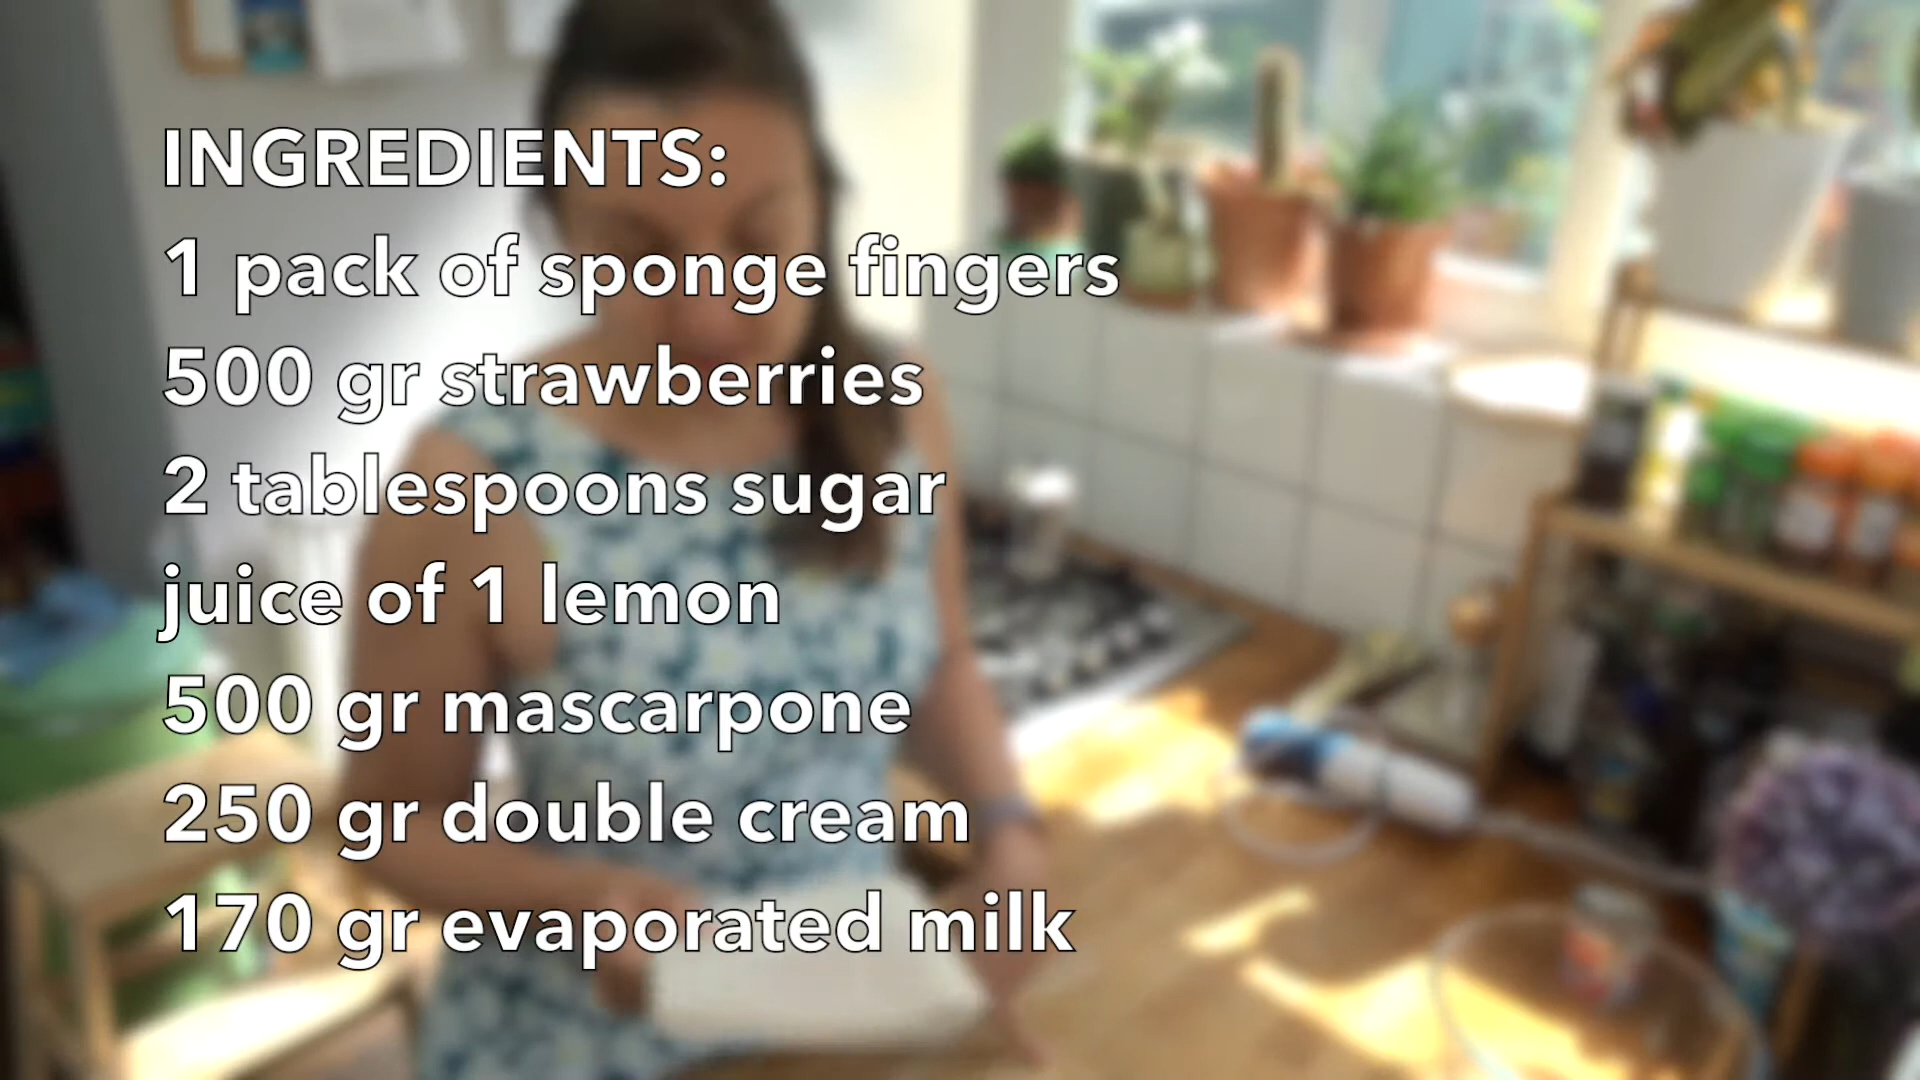 INGREDIENTS:
1 pack of sponge fingers
500 gr strawberries
2 tablespoons sugar
juice of 1 lemon
500 gr mascarpone
250 gr double cream
170 gr evaporated milk